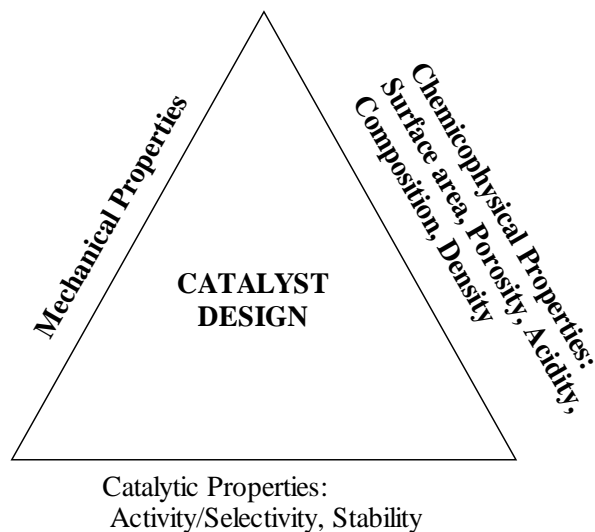 Mechanical Properties
Chemicophysical Properties:
Surface area, Porosity, Acidity,
Composition, Density
CATALYST
DESIGN
Catalytic Properties:
Activity/Selectivity, Stability